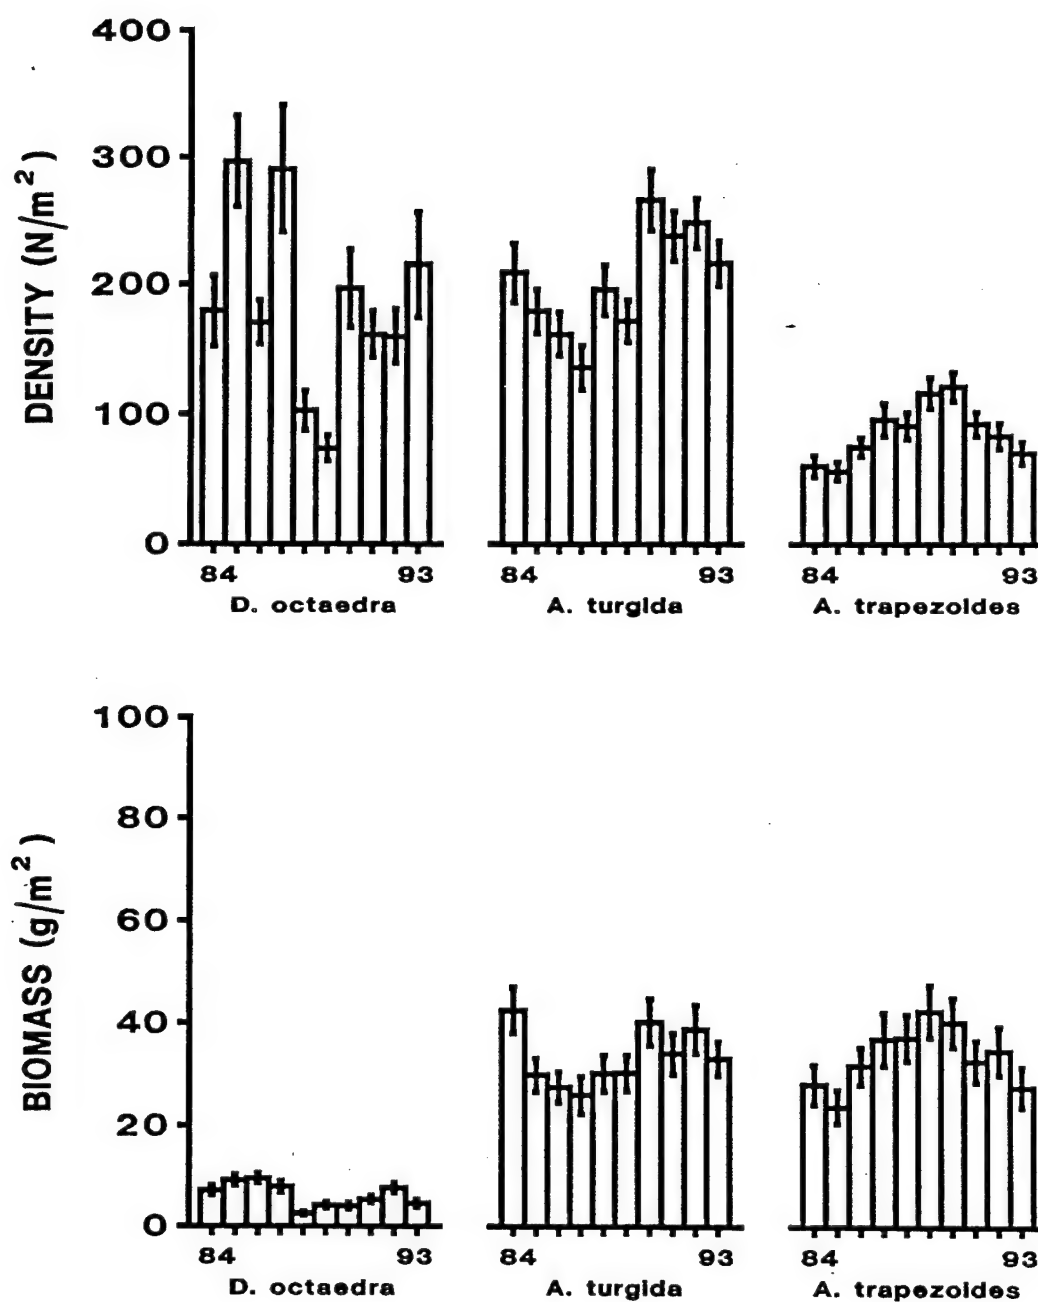 DENSITY (N/m²)
400
300
200
100
0
84 93 84 93 84 93
D. octaedra A. turgida A. trapezoides
BIOMASS (g/m²)
100
80
60
40
20
0
84 93 84 93 84 93
D. octaedra A. turgida A. trapezoides